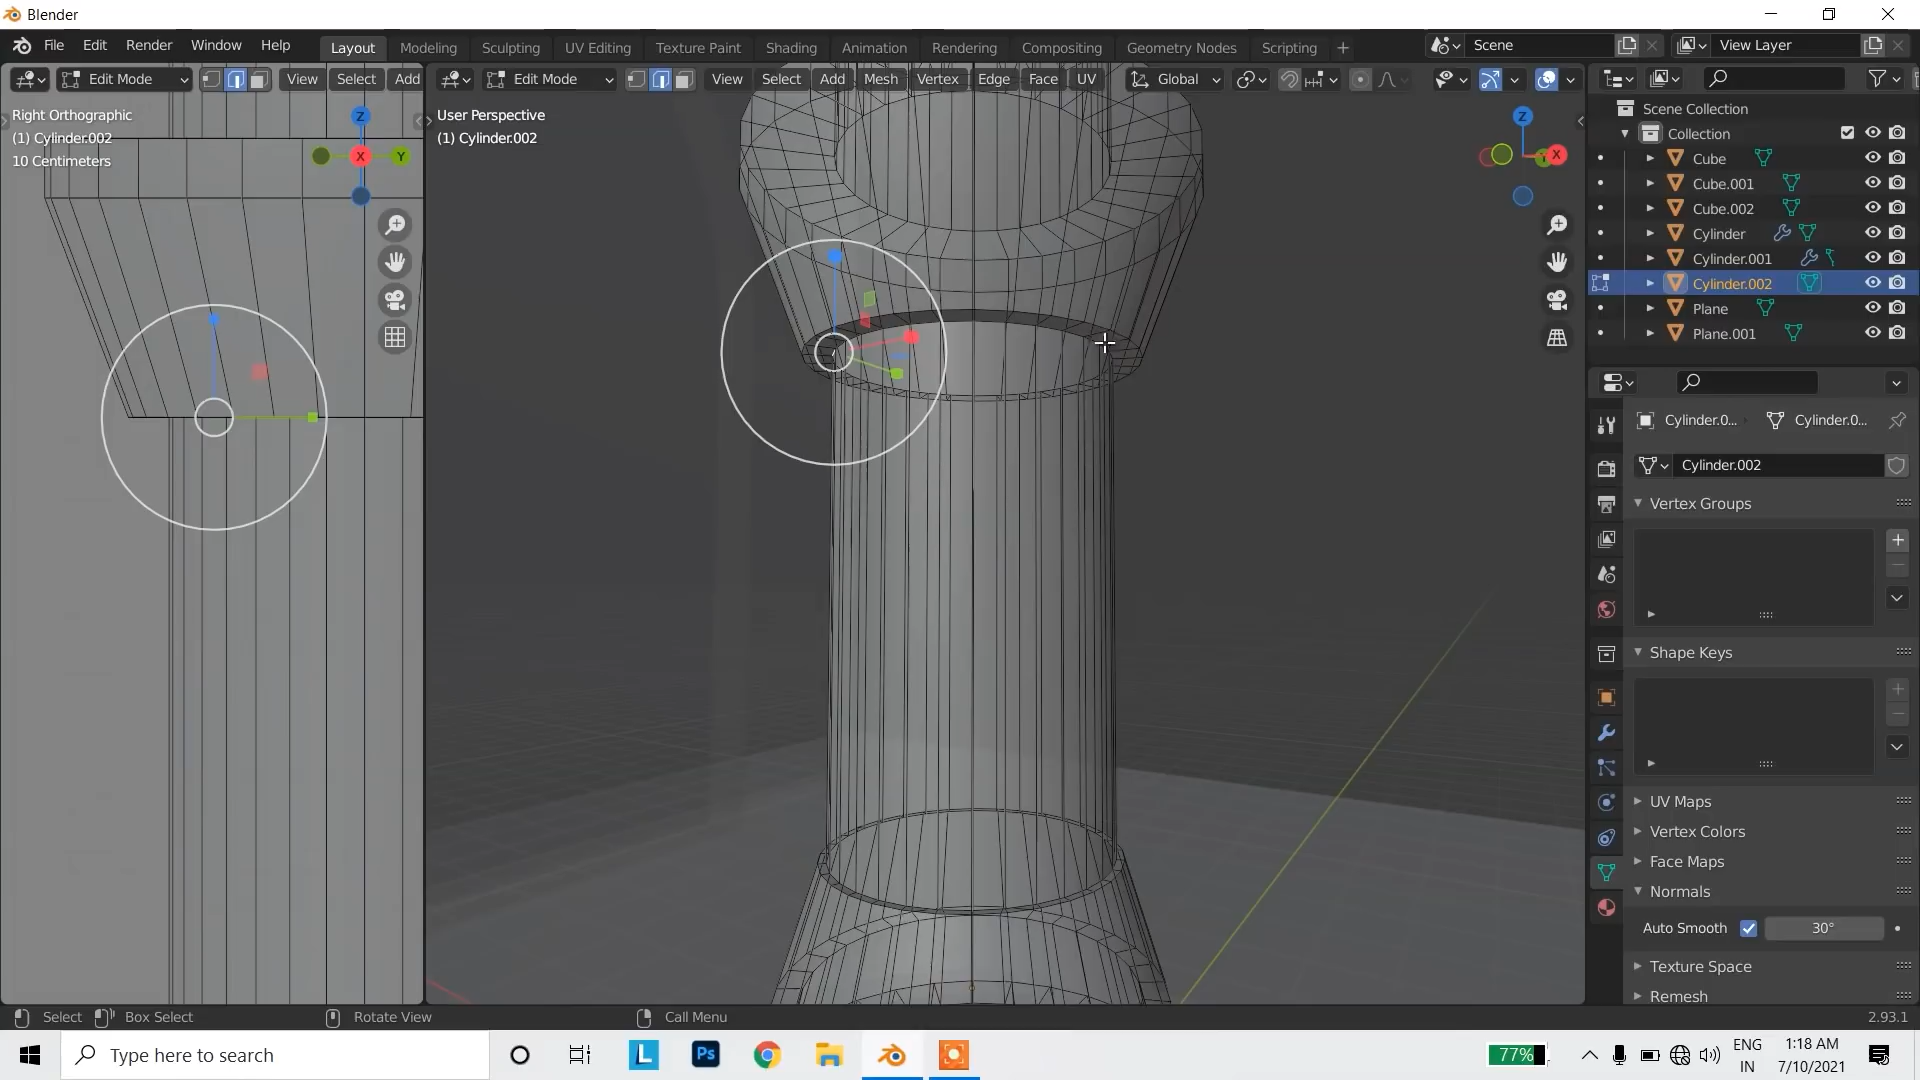 Blender
File Edit Render Window Help Layout Modeling Sculpting UV Editing Texture Paint Shading Animation Rendering Compositing Geometry Nodes Scripting Scene View Layer
Edit Mode View Select Add Edit Mode View Select Add Mesh Vertex Edge Face UV Global
Right Orthographic
(1) Cylinder.002
10 Centimeters
Z
X
Y
User Perspective
(1) Cylinder.002
Z
X
Scene Collection
Collection
Cube
Cube.001
Cube.002
Cylinder
Cylinder.001
Cylinder.002
Plane
Plane.001
Cylinder.0... Cylinder.0...
Cylinder.002
Vertex Groups
Shape Keys
UV Maps
Vertex Colors
Face Maps
Normals
Auto Smooth 30°
Texture Space
Remesh
Select Box Select Rotate View Call Menu 2.93.1
Type here to search
L
Ps
77%
ENG
IN
1:18 AM
7/10/2021